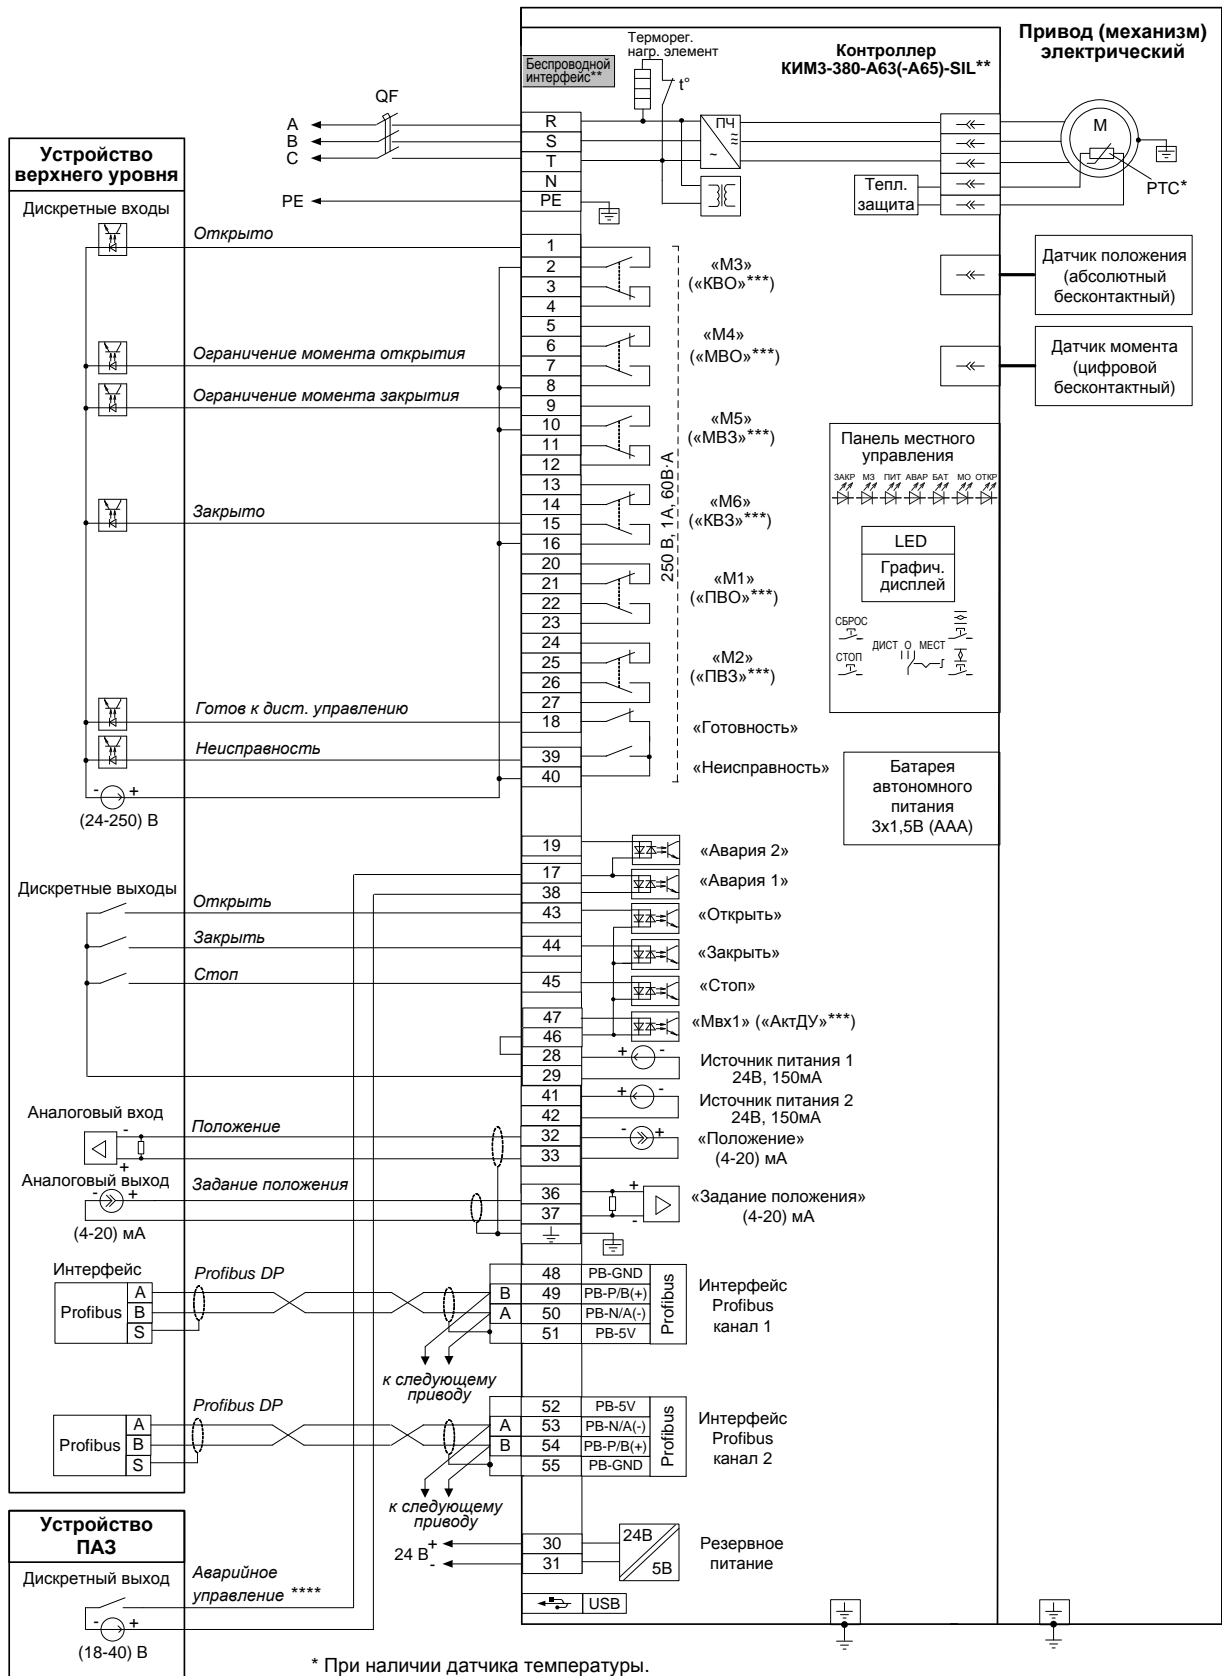 Привод (механизм)
электрический
Контроллер
КИМ3-380-А63(-А65)-SIL**
Терморег.
нагр. элемент
t°
Беспроводной
интерфейс**
QF
A
B
C
PE
R
S
T
N
PE
ПЧ
~
≈
Тепл.
защита
M
PTC*
Устройство
верхнего уровня
Дискретные входы
Открыто
Ограничение момента открытия
Ограничение момента закрытия
Закрыто
Готов к дист. управлению
Неисправность
- +
(24-250) В
1
2
3
4
5
6
7
8
9
10
11
12
13
14
15
16
20
21
22
23
24
25
26
27
18
39
40
«М3»
(«КВО»***)
«М4»
(«МВО»***)
«М5»
(«МВЗ»***)
«М6»
(«КВЗ»***)
«М1»
(«ПВО»***)
«М2»
(«ПВЗ»***)
«Готовность»
«Неисправность»
250 В, 1А, 60В·А
Датчик положения
(абсолютный
бесконтактный)
Датчик момента
(цифровой
бесконтактный)
Панель местного
управления
ЗАКР МЗ ПИТ АВАР БАТ МО ОТКР
LED
Графич.
дисплей
СБРОС
ДИСТ О МЕСТ
СТОП
Батарея
автономного
питания
3х1,5В (ААА)
19
17
38
43
44
45
47
46
28
29
41
42
32
33
36
37
«Авария 2»
«Авария 1»
«Открыть»
«Закрыть»
«Стоп»
«Мвх1» («АктДУ»***)
+ -
Источник питания 1
24В, 150мА
+ -
Источник питания 2
24В, 150мА
- +
«Положение»
(4-20) мА
+
-
«Задание положения»
(4-20) мА
Дискретные выходы
Открыть
Закрыть
Стоп
Аналоговый вход
-
+
Положение
Аналоговый выход
- +
Задание положения
(4-20) мА
Интерфейс
Profibus
A
B
S
Profibus DP
B
A
48 PB-GND
49 PB-P/B(+)
50 PB-N/A(-)
51 PB-5V
Profibus
Интерфейс
Profibus
канал 1
к следующему
приводу
Profibus
A
B
S
Profibus DP
A
B
52 PB-5V
53 PB-N/A(-)
54 PB-P/B(+)
55 PB-GND
Profibus
Интерфейс
Profibus
канал 2
к следующему
приводу
24 В
+
-
30
31
24В
5В
Резервное
питание
USB
Устройство
ПАЗ
Дискретный выход
Аварийное
управление ****
- +
(18-40) В
* При наличии датчика температуры.